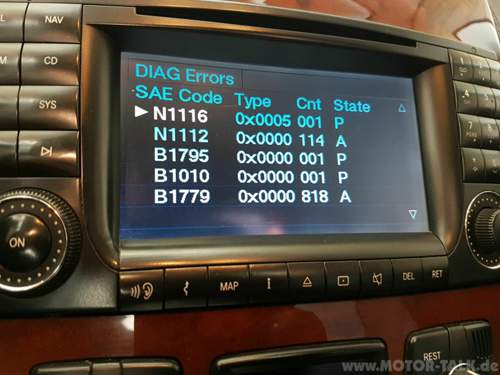 DIAG Errors
SAE Code Type Cnt State
N1116 0x0005 001 P
N1112 0x0000 114 A
B1795 0x0000 001 P
B1010 0x0000 001 P
B1779 0x0000 818 A
NAV
CD
SYS
ON
MAP
DEL
RET
REST
www.MOTOR-TALK.de